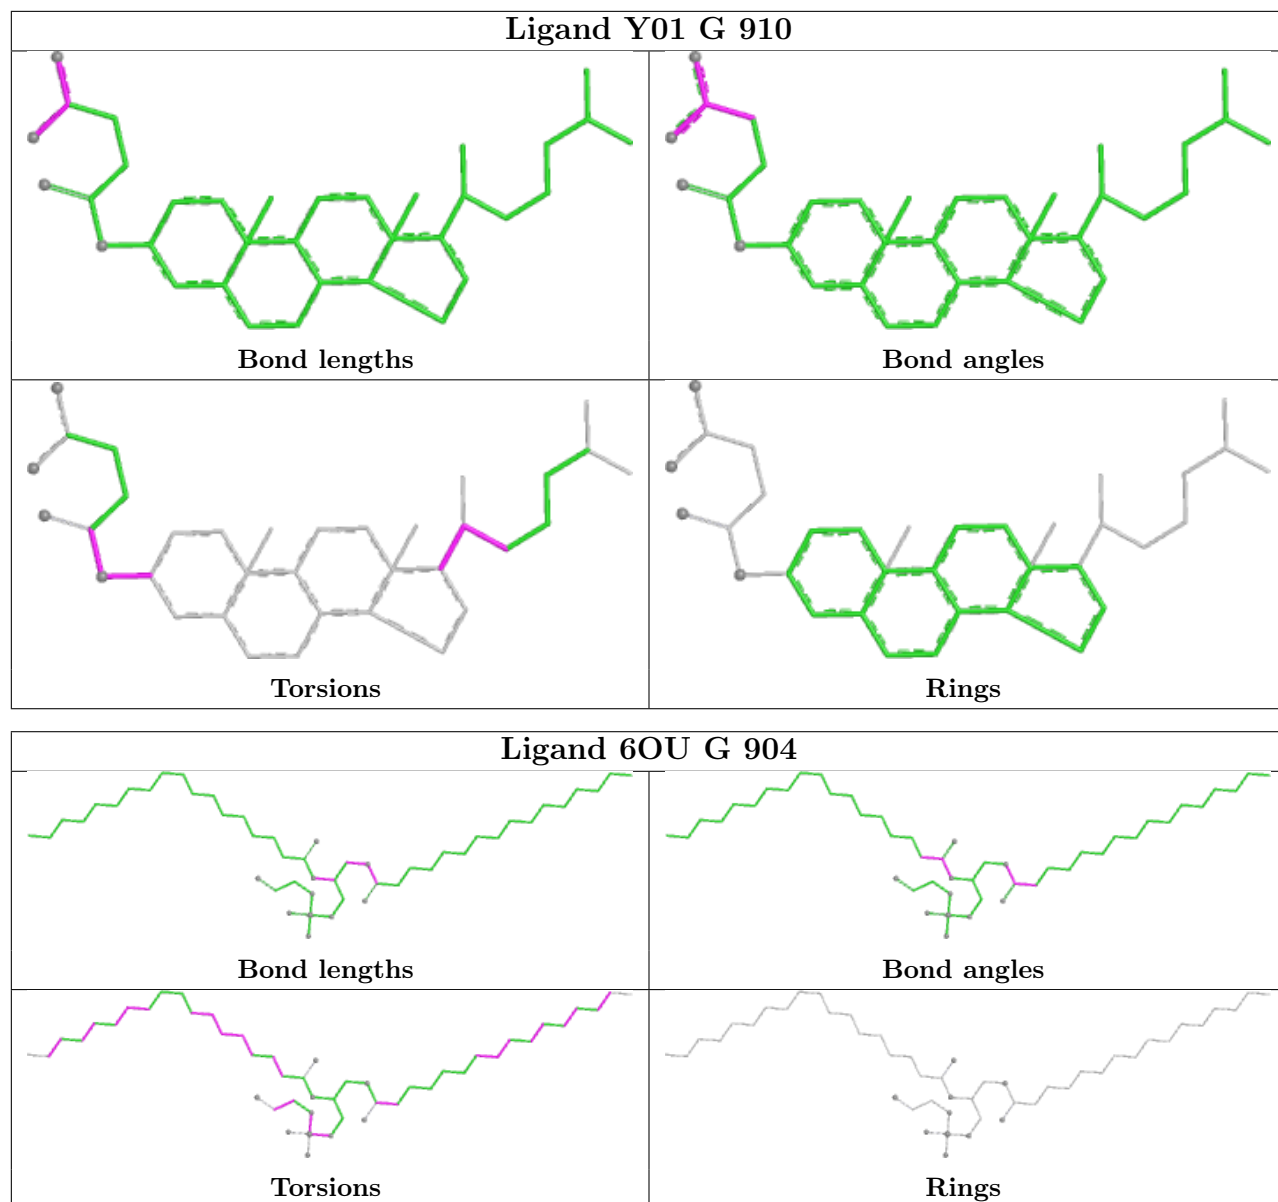 Ligand Y01 G 910
Bond lengths
Bond angles
Torsions
Rings
Ligand 6OU G 904
Bond lengths
Bond angles
Torsions
Rings